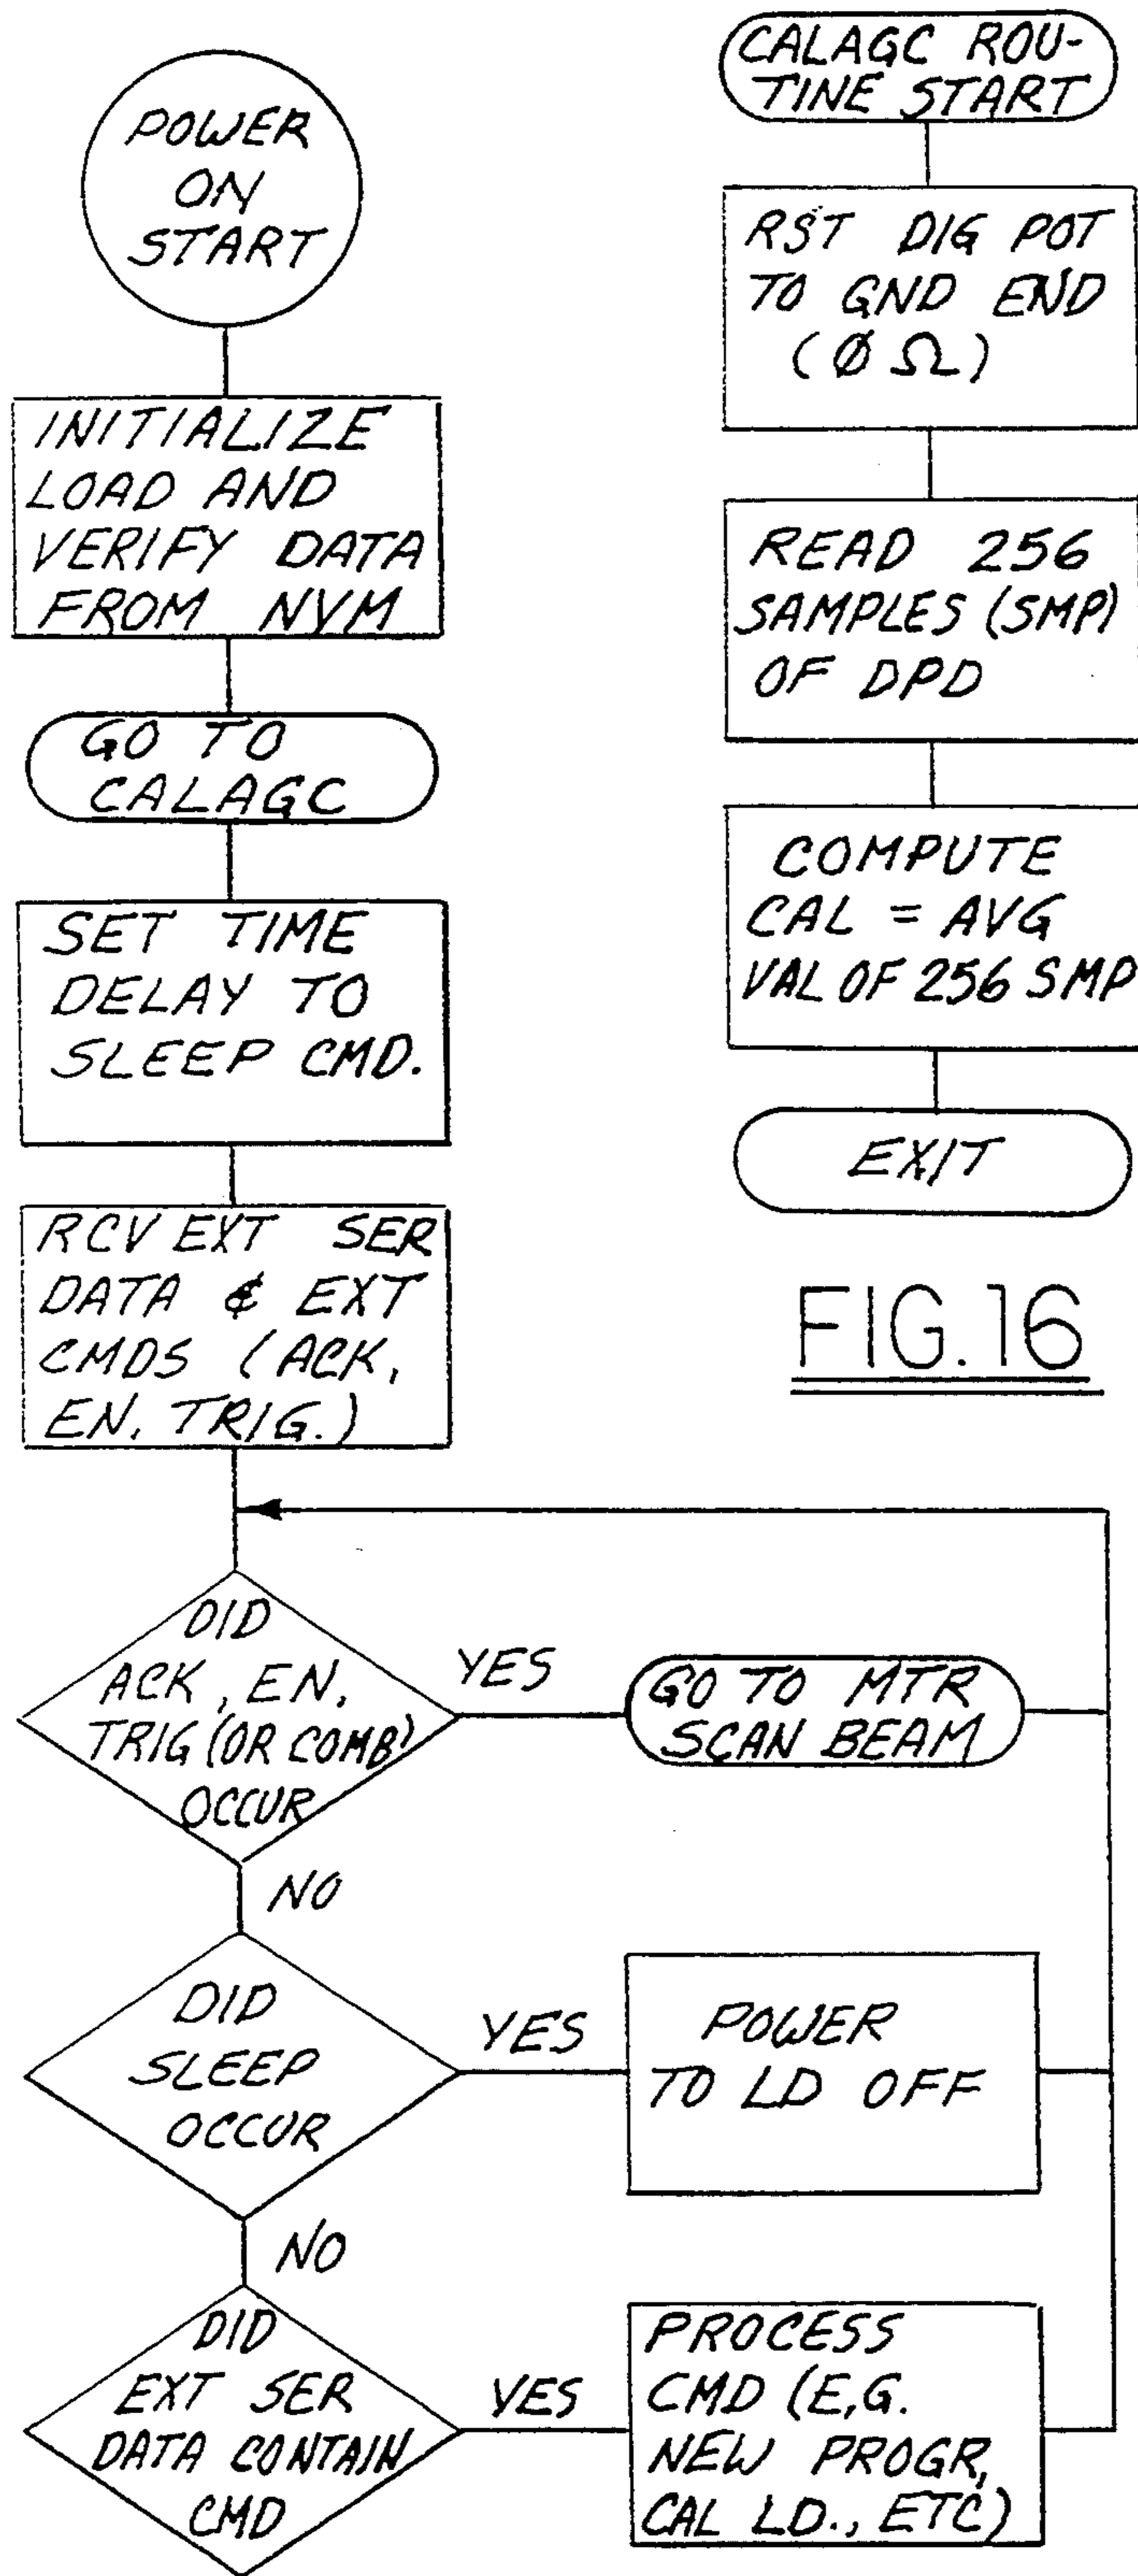 POWER
ON
START
INITIALIZE
LOAD AND
VERIFY DATA
FROM NVM
GO TO
CALAGC
SET TIME
DELAY TO
SLEEP CMD.
RCV EXT SER
DATA & EXT
CMDS (ACK,
EN, TRIG.)
DID
ACK, EN,
TRIG (OR COMB)
OCCUR
YES
GO TO MTR
SCAN BEAM
NO
DID
SLEEP
OCCUR
YES
POWER
TO LD OFF
NO
DID
EXT SER
DATA CONTAIN
CMD
YES
PROCESS
CMD (E,G.
NEW PROGR,
CAL LD., ETC)
CALAGC ROU-
TINE START
RST DIG POT
TO GND END
(Ø Ω)
READ 256
SAMPLES (SMP)
OF DPD
COMPUTE
CAL = AVG
VAL OF 256 SMP
EXIT
FIG.16